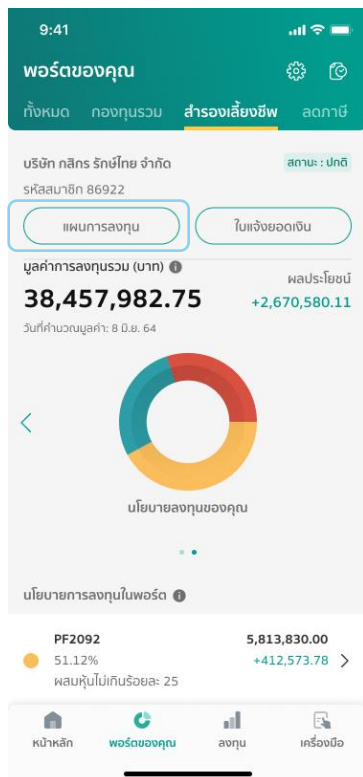 9:41
พอร์ตของคุณ
ทั้งหมด กองทุนรวม สำรองเลี้ยงชีพ ลดภาษี
บริษัท กสิกร รักษ์ไทย จำกัด สถานะ : ปกติ
รหัสสมาชิก 86922
แผนการลงทุน ใบแจ้งยอดเงิน
มูลค่าการลงทุนรวม (บาท) ผลประโยชน์
38,457,982.75 +2,670,580.11
วันที่คำนวณมูลค่า: 8 มิ.ย. 64
นโยบายลงทุนของคุณ
นโยบายการลงทุนในพอร์ต
PF2092 5,813,830.00
51.12% +412,573.78
ผสมหุ้นไม่เกินร้อยละ 25
หน้าหลัก พอร์ตของคุณ ลงทุน เครื่องมือ